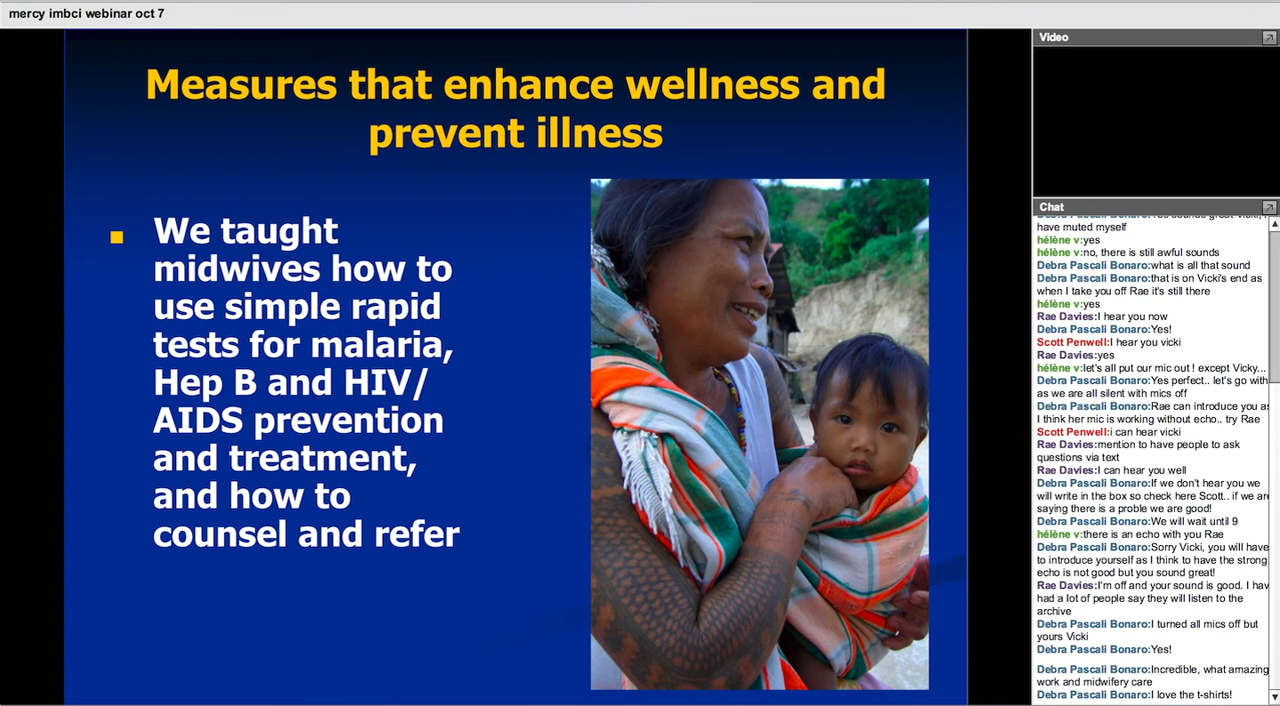 mercy imbci webinar oct 7
Measures that enhance wellness and
prevent illness
We taught
midwives how to
use simple rapid
tests for malaria,
Hep B and HIV/
AIDS prevention
and treatment,
and how to
counsel and refer
Video
Chat
have muted myself
hélène v:yes
hélène v:no, there is still awful sounds
Debra Pascali Bonaro:what is all that sound
Debra Pascali Bonaro:that is on Vicki's end as
when I take you off Rae it's still there
hélène v:yes
Rae Davies:I hear you now
Debra Pascali Bonaro:Yes!
Scott Penwell:I hear you vicki
Rae Davies:yes
hélène v:let's all put our mic out ! except Vicky...
Debra Pascali Bonaro:Yes perfect.. let's go with
as we are all silent with mics off
Debra Pascali Bonaro:Rae can introduce you as
I think her mic is working without echo.. try Rae
Scott Penwell:i can hear vicki
Rae Davies:mention to have people to ask
questions via text
Rae Davies:I can hear you well
Debra Pascali Bonaro:If we don't hear you we
will write in the box so check here Scott.. if we are
saying there is a proble we are good!
Debra Pascali Bonaro:We will wait until 9
hélène v:there is an echo with you Rae
Debra Pascali Bonaro:Sorry Vicki, you will have
to introduce yourself as I think to have the strong
echo is not good but you sound great!
Rae Davies:I'm off and your sound is good. I hav
had a lot of people say they will listen to the
archive
Debra Pascali Bonaro:I turned all mics off but
yours Vicki
Debra Pascali Bonaro:Yes!
Debra Pascali Bonaro:Incredible, what amazing
work and midwifery care
Debra Pascali Bonaro:I love the t-shirts!